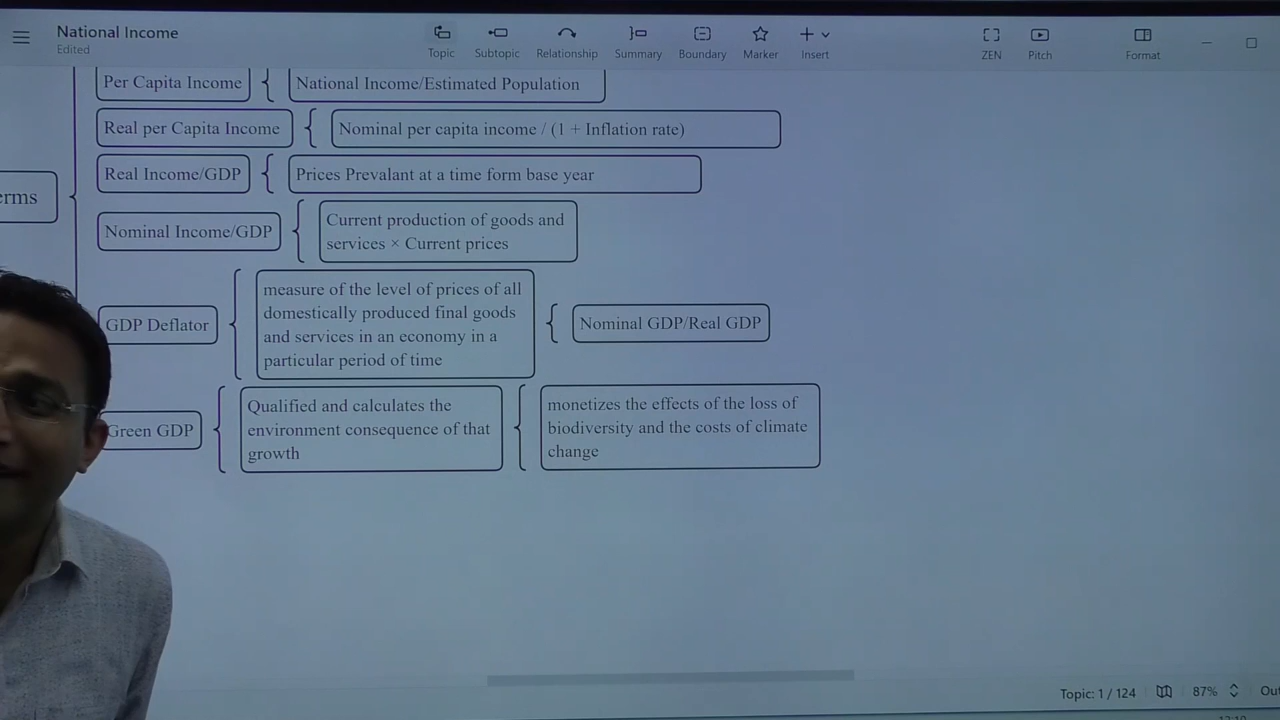 National Income
Edited
Topic
Subtopic
Relationship
Summary
Boundary
Marker
Insert
ZEN
Pitch
Format
Per Capita Income
National Income/Estimated Population
Real per Capita Income
Nominal per capita income / (1 + Inflation rate)
Real Income/GDP
Prices Prevalant at a time form base year
erms
Nominal Income/GDP
Current production of goods and
services × Current prices
GDP Deflator
measure of the level of prices of all
domestically produced final goods
and services in an economy in a
particular period of time
Nominal GDP/Real GDP
Green GDP
Qualified and calculates the
environment consequence of that
growth
monetizes the effects of the loss of
biodiversity and the costs of climate
change
Topic: 1 / 124
87%
Out